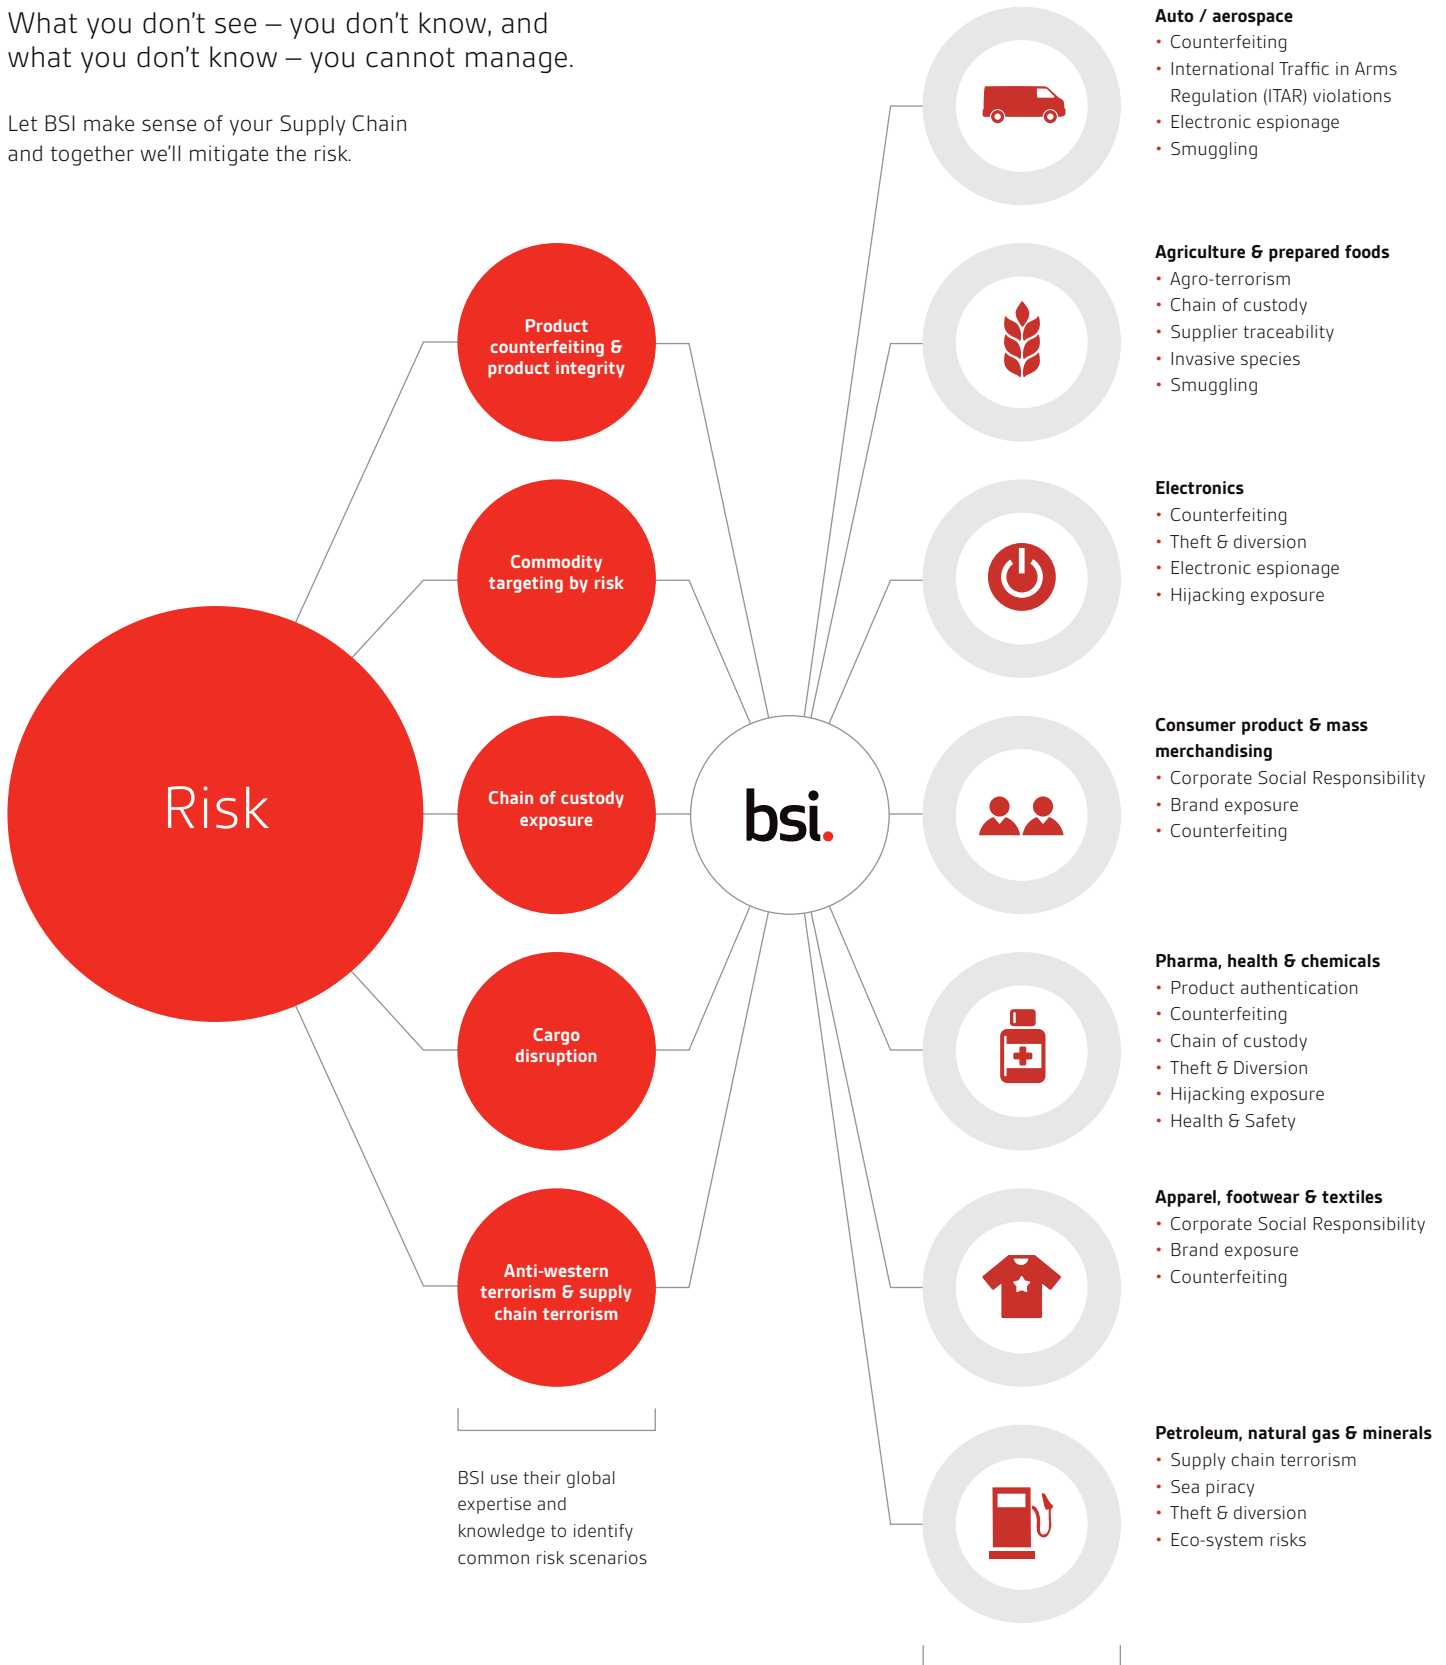 What you don't see – you don't know, and
what you don't know – you cannot manage.
Let BSI make sense of your Supply Chain
and together we'll mitigate the risk.
Risk
Product
counterfeiting &
product integrity
Commodity
targeting by risk
Chain of custody
exposure
Cargo
disruption
Anti-western
terrorism & supply
chain terrorism
BSI use their global
expertise and
knowledge to identify
common risk scenarios
bsi.
Auto / aerospace
• Counterfeiting
• International Traffic in Arms
Regulation (ITAR) violations
• Electronic espionage
• Smuggling
Agriculture & prepared foods
• Agro-terrorism
• Chain of custody
• Supplier traceability
• Invasive species
• Smuggling
Electronics
• Counterfeiting
• Theft & diversion
• Electronic espionage
• Hijacking exposure
Consumer product & mass
merchandising
• Corporate Social Responsibility
• Brand exposure
• Counterfeiting
Pharma, health & chemicals
• Product authentication
• Counterfeiting
• Chain of custody
• Theft & Diversion
• Hijacking exposure
• Health & Safety
Apparel, footwear & textiles
• Corporate Social Responsibility
• Brand exposure
• Counterfeiting
Petroleum, natural gas & minerals
• Supply chain terrorism
• Sea piracy
• Theft & diversion
• Eco-system risks